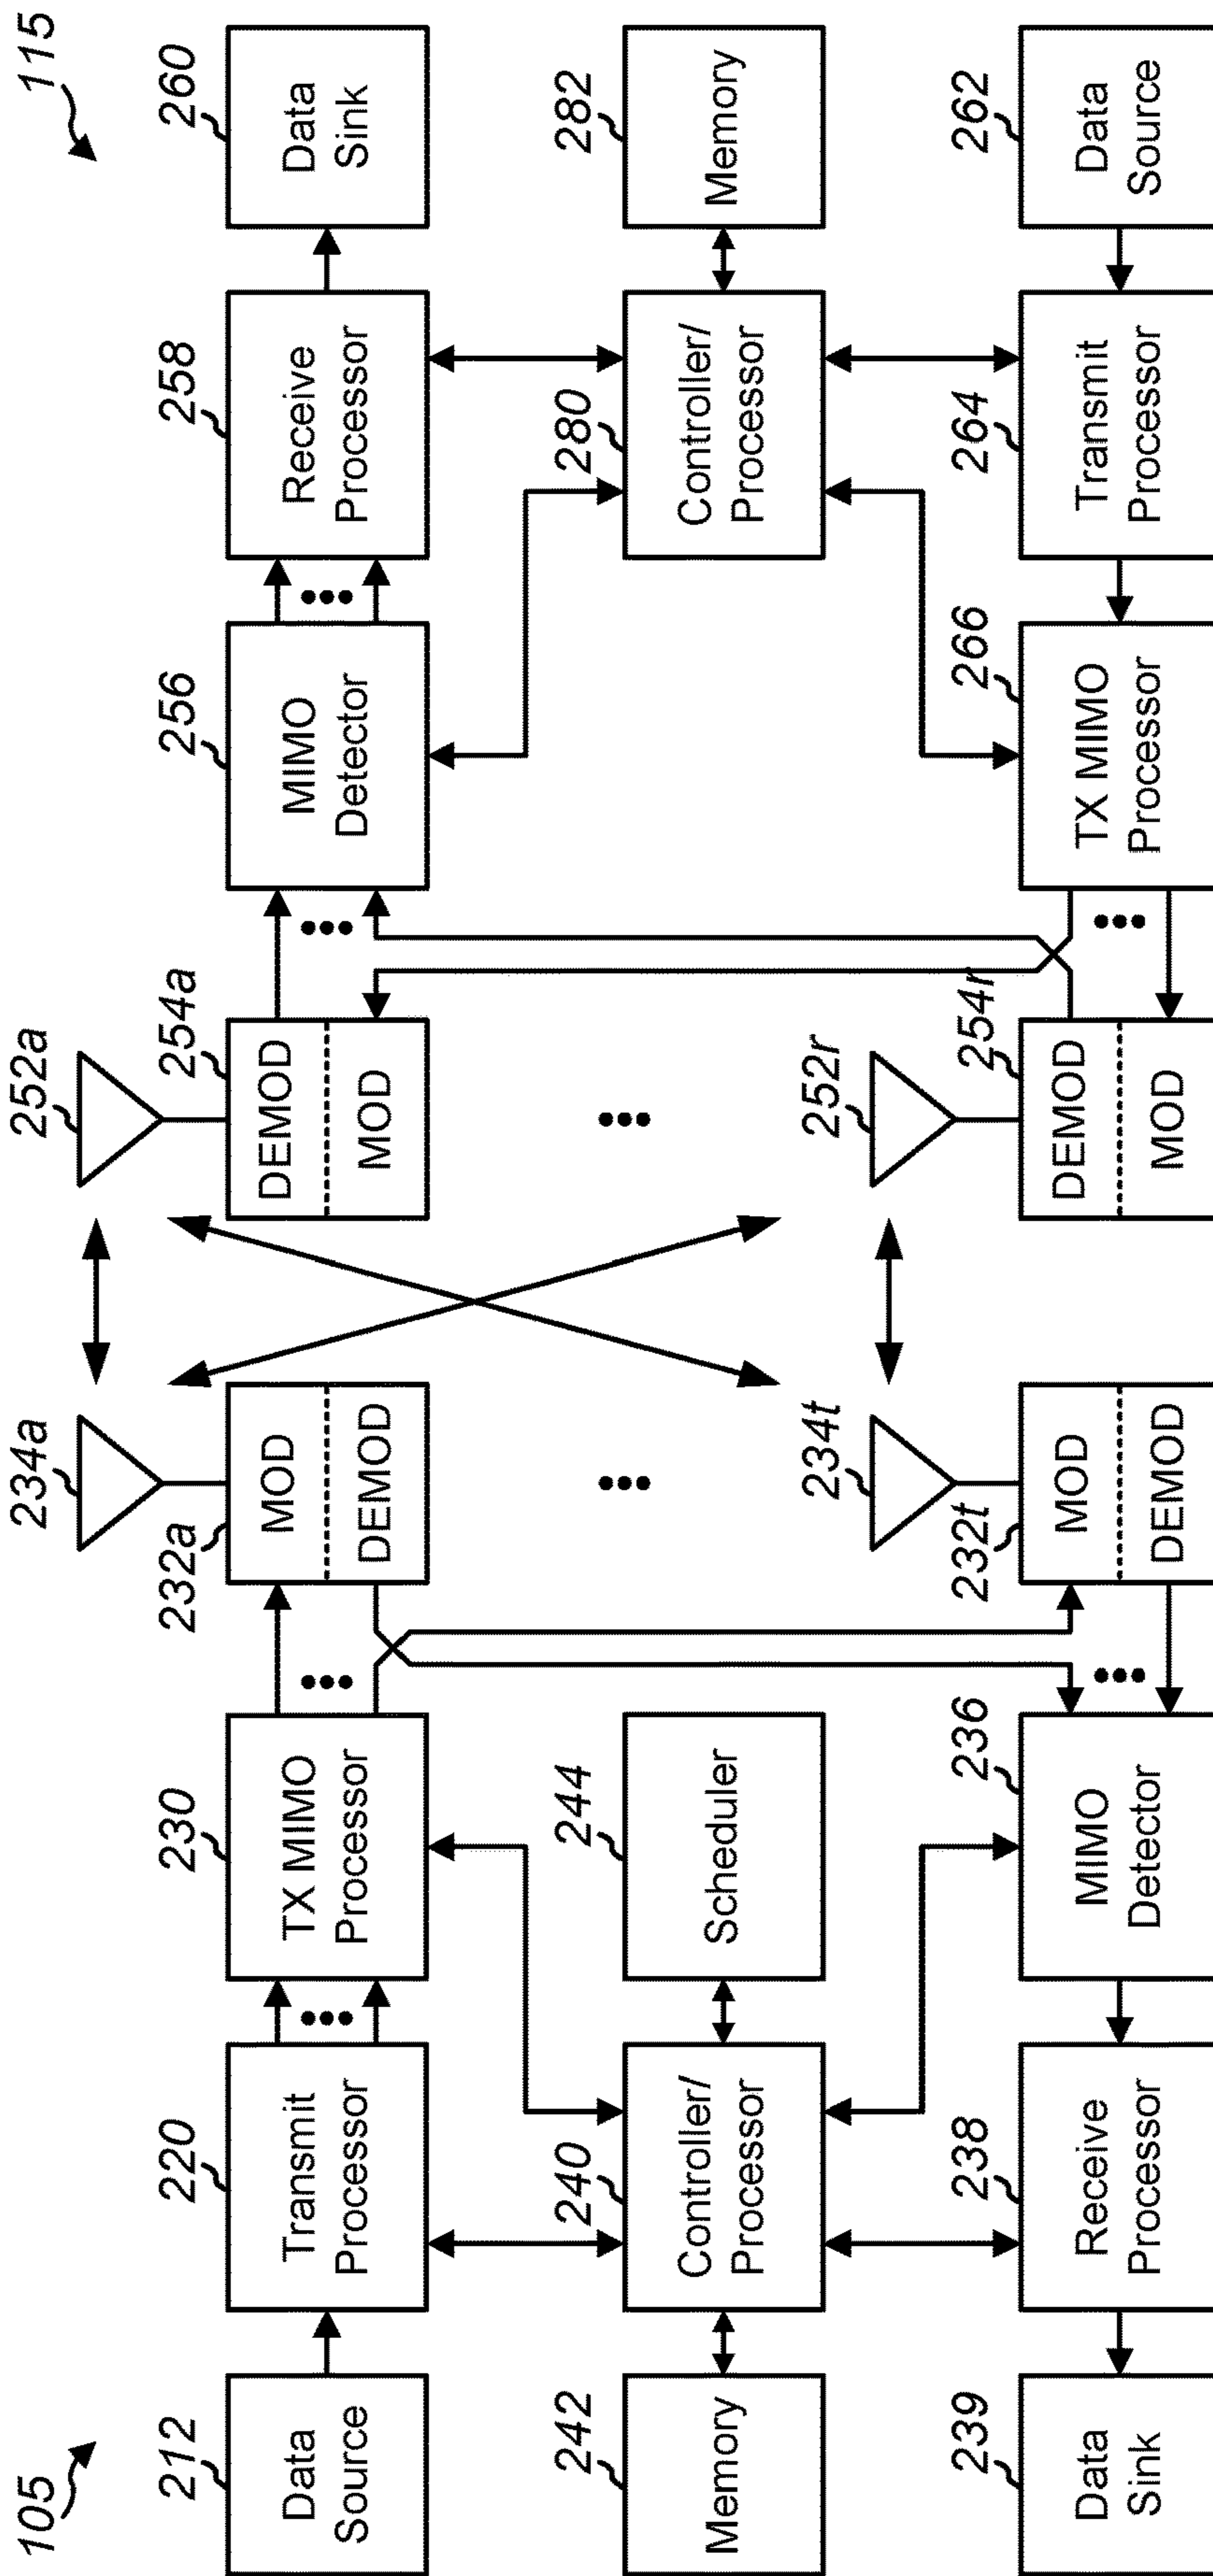 105
115
234a
252a
212
220
230
232a
254a
256
258
260
Data
Source
Transmit
Processor
TX MIMO
Processor
MOD
DEMOD
DEMOD
MOD
MIMO
Detector
Receive
Processor
Data
Sink
242
240
244
280
282
Memory
Controller/
Processor
Scheduler
Controller/
Processor
Memory
234t
252r
239
238
236
232t
254r
266
264
262
Data
Sink
Receive
Processor
MIMO
Detector
MOD
DEMOD
DEMOD
MOD
TX MIMO
Processor
Transmit
Processor
Data
Source